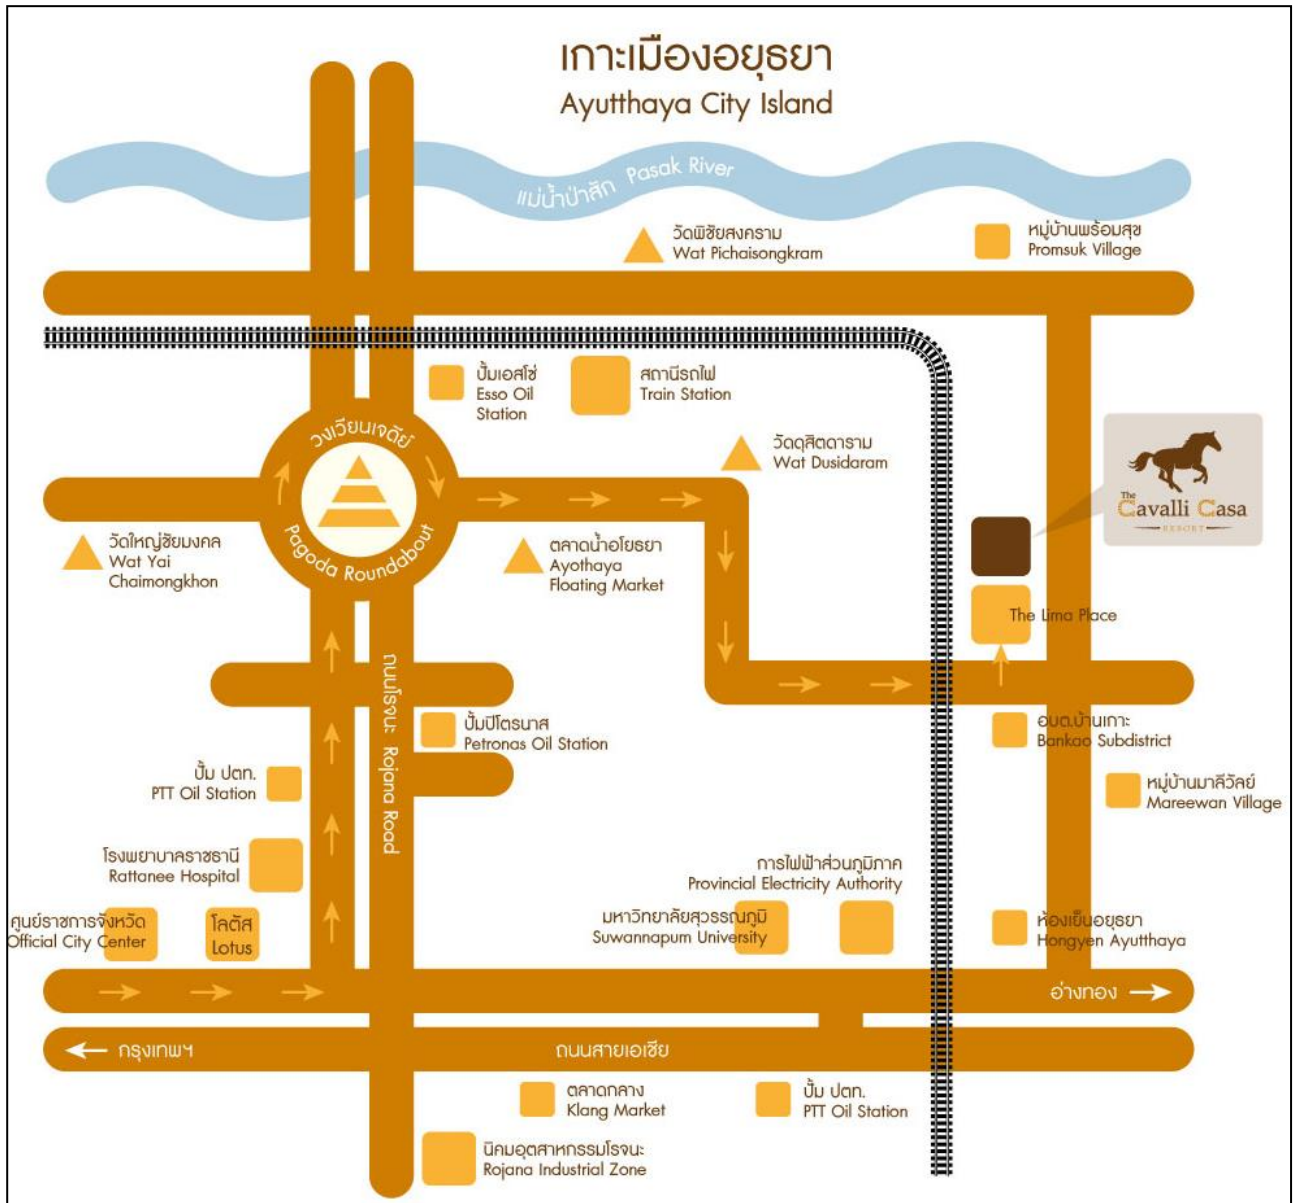 เกาะเมืองอยุธยา
Ayutthaya City Island
แม่น้ำป่าสัก Pasak River
วัดพิชัยสงคราม
Wat Pichaisongkram
หมู่บ้านพร้อมสุข
Promsuk Village
ปั้มเอสโซ่
Esso Oil
Station
สถานีรถไฟ
Train Station
วงเวียนเจดีย์
Pagoda Roundabout
วัดดุสิตดาราม
Wat Dusidaram
The
Cavalli Casa
RESORT
วัดใหญ่ชัยมงคล
Wat Yai
Chaimongkhon
ตลาดน้ำอโยธยา
Ayothaya
Floating Market
The Lima Place
ถนนโรจนะ Rojana Road
ปั้มปิโตรนาส
Petronas Oil Station
อบต.บ้านเกาะ
Bankao Subdistrict
ปั้ม ปตท.
PTT Oil Station
หมู่บ้านมาลีวัลย์
Mareewan Village
โรงพยาบาลราชธานี
Rattanee Hospital
การไฟฟ้าส่วนภูมิภาค
Provincial Electricity Authority
ศูนย์ราชการจังหวัด
Official City Center
โลตัส
Lotus
มหาวิทยาลัยสุวรรณภูมิ
Suwannapum University
ห้องเย็นอยุธยา
Hongyen Ayutthaya
อ่างทอง
กรุงเทพฯ
ถนนสายเอเชีย
ตลาดกลาง
Klang Market
ปั้ม ปตท.
PTT Oil Station
นิคมอุตสาหกรรมโรจนะ
Rojana Industrial Zone